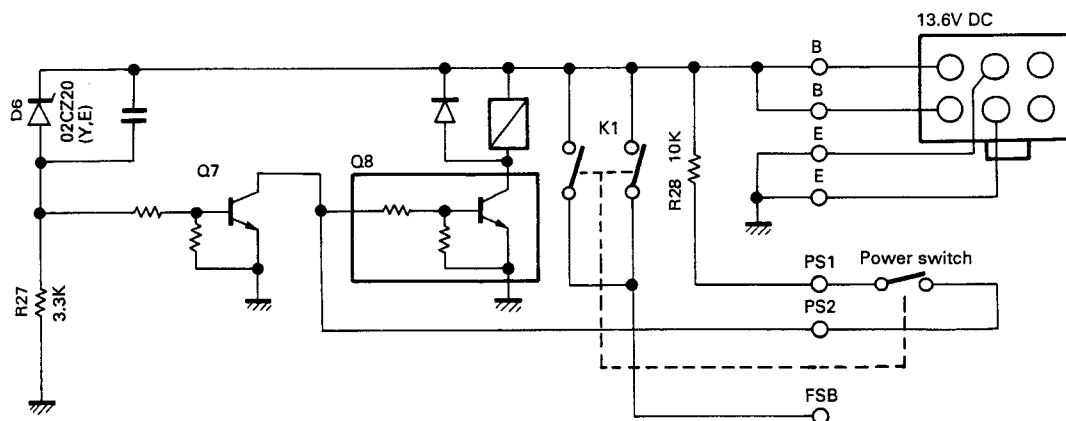 13.6V DC
B
B
E
E
D6
02CZ20
(Y,E)
Q7
Q8
K1
R28 10K
R27
3.3K
PS1
Power switch
PS2
FSB